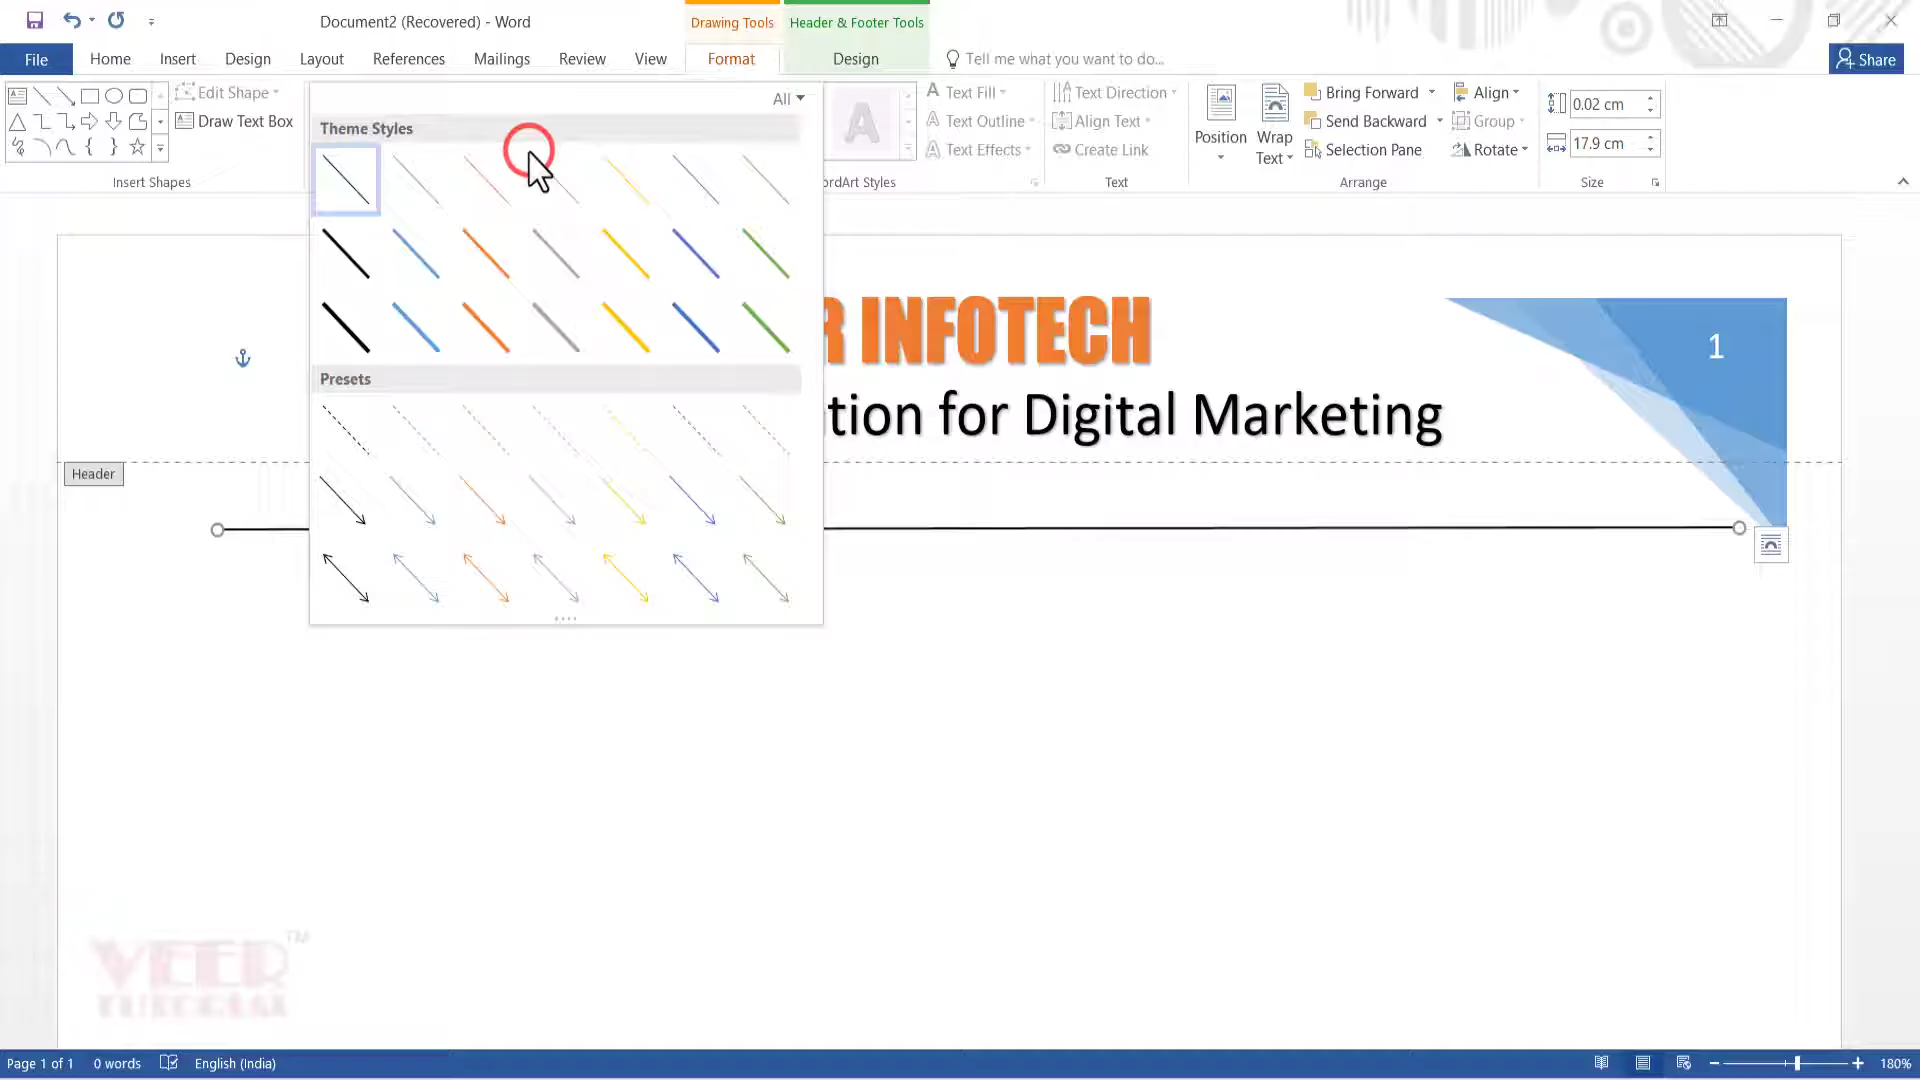 Document2 (Recovered) - Word
Drawing Tools
Header & Footer Tools
File
Home
Insert
Design
Layout
References
Mailings
Review
View
Format
Design
Tell me what you want to do...
Share
Edit Shape
Draw Text Box
Insert Shapes
All
Theme Styles
Presets
A
A Text Fill
A Text Outline
A Text Effects
ordArt Styles
Text Direction
Align Text
Create Link
Text
Position
Wrap
Text
Bring Forward
Send Backward
Selection Pane
Align
Group
Rotate
Arrange
0.02 cm
17.9 cm
Size
R INFOTECH
1
tion for Digital Marketing
Header
VEER TM
TUTORIAL
Page 1 of 1
0 words
English (India)
180%